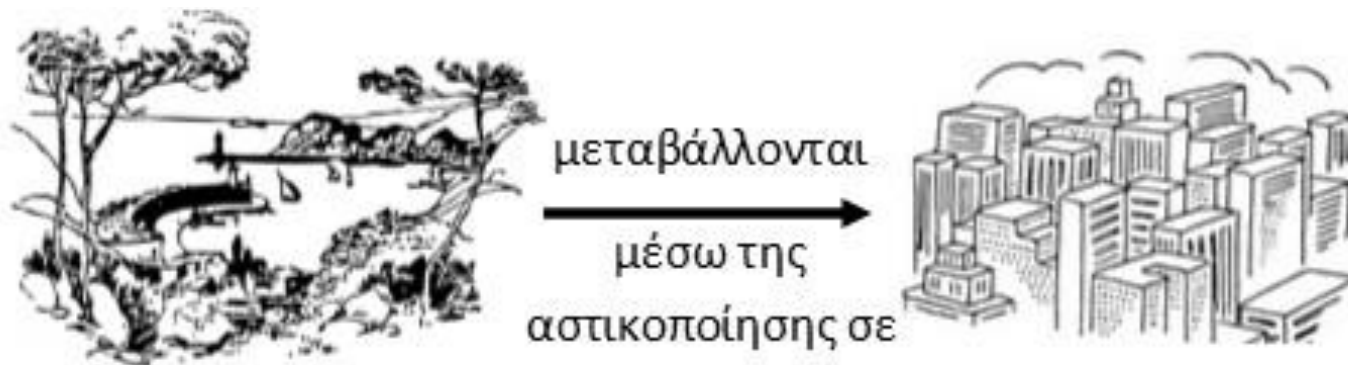 μεταβάλλονται
μέσω της
αστικοποίησης σε